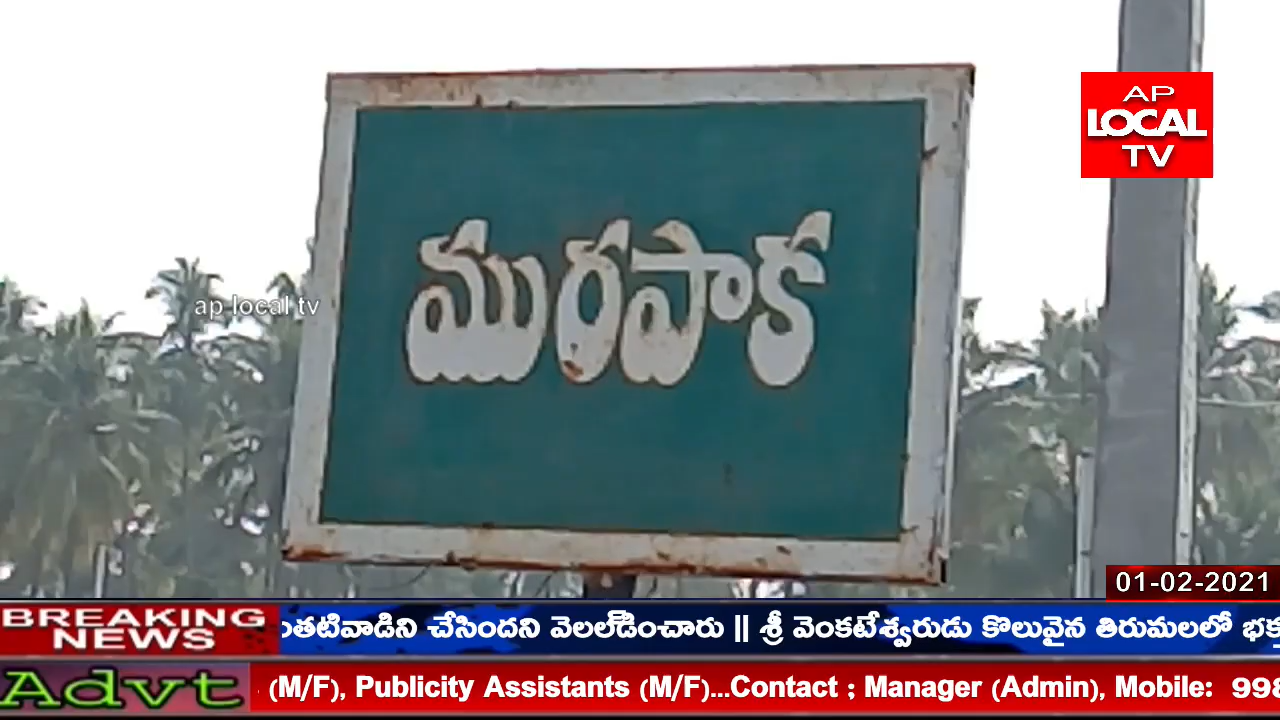 AP
LOCAL
TV
మురపాక
ap local tv
01-02-2021
BREAKING
NEWS
ంతటివాడిని చేసిందని వెలల్డించారు || శ్రీ వెంకటేశ్వరుడు కొలువైన తిరుమలలో భక్త
Advt
(M/F), Publicity Assistants (M/F)...Contact ; Manager (Admin), Mobile: 998